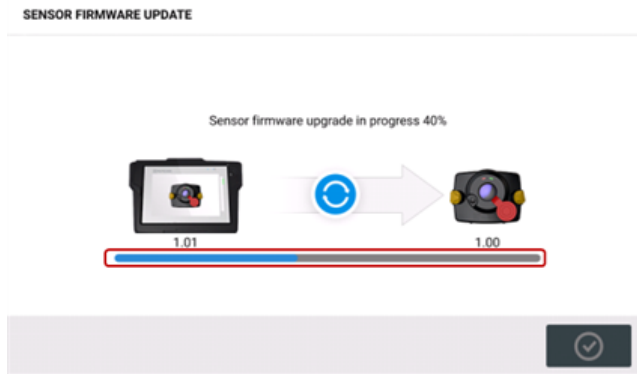 SENSOR FIRMWARE UPDATE
Sensor firmware upgrade in progress 40%
1.01
1.00